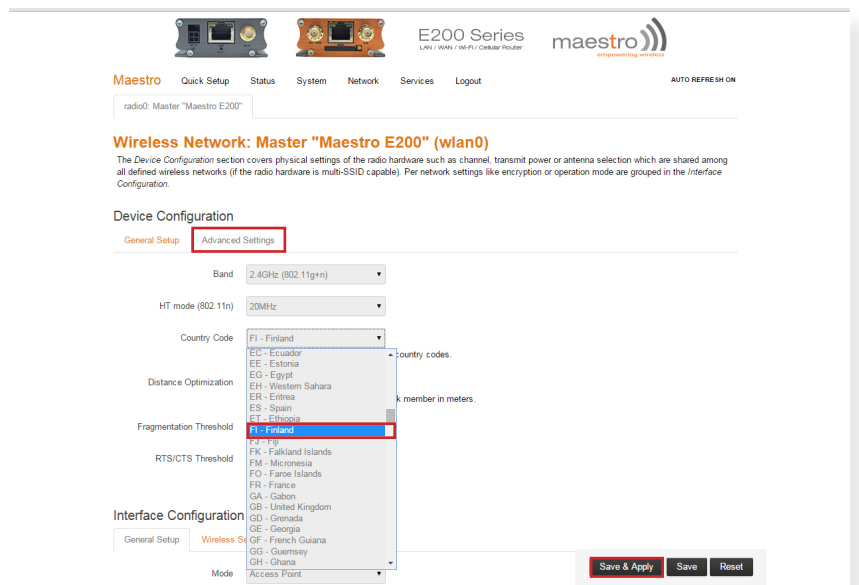 E200 Series
LAN / WAN / Wi-Fi / Cellular Router
maestro
empowering wireless
Maestro Quick Setup Status System Network Services Logout AUTO REFRESH ON
radio0: Master "Maestro E200"
Wireless Network: Master "Maestro E200" (wlan0)
The Device Configuration section covers physical settings of the radio hardware such as channel, transmit power or antenna selection which are shared among
all defined wireless networks (if the radio hardware is multi-SSID capable). Per network settings like encryption or operation mode are grouped in the Interface
Configuration.
Device Configuration
General Setup Advanced Settings
Band 2.4GHz (802.11g+n)
HT mode (802.11n) 20MHz
Country Code FI - Finland
EC - Ecuador
country codes.
EE - Estonia
EG - Egypt
Distance Optimization
EH - Western Sahara
ER - Eritrea
k member in meters.
ES - Spain
ET - Ethiopia
Fragmentation Threshold
FI - Finland
FJ - Fiji
FK - Falkland Islands
RTS/CTS Threshold
FM - Micronesia
FO - Faroe Islands
FR - France
GA - Gabon
GB - United Kingdom
Interface Configuration
GD - Grenada
GE - Georgia
General Setup Wireless Se
GF - French Guiana
GG - Guernsey
GH - Ghana
Mode Access Point
Save & Apply Save Reset